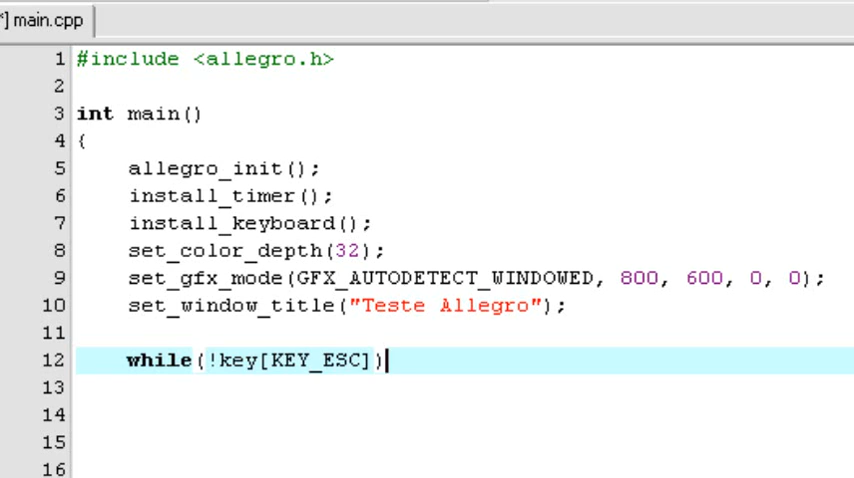 *] main.cpp
1 #include <allegro.h>
2
3 int main()
4 {
5 allegro_init();
6 install_timer();
7 install_keyboard();
8 set_color_depth(32);
9 set_gfx_mode(GFX_AUTODETECT_WINDOWED, 800, 600, 0, 0);
10 set_window_title("Teste Allegro");
11
12 while(!key[KEY_ESC])
13
14
15
16